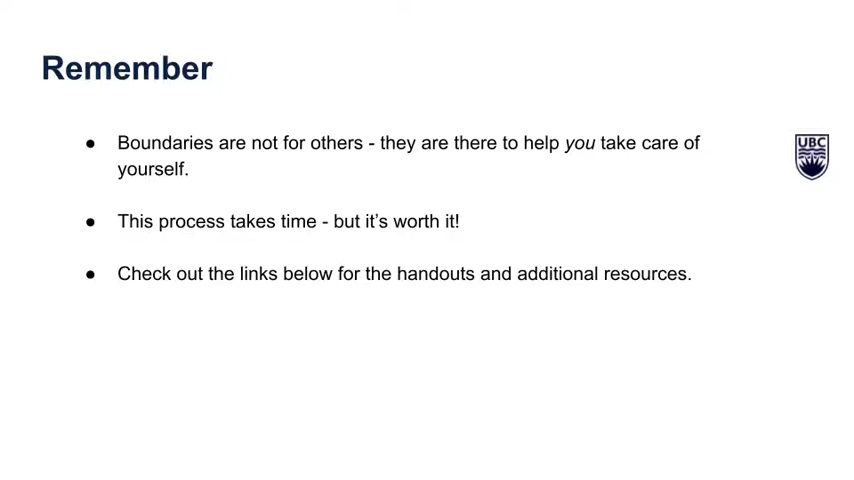 Remember
● Boundaries are not for others - they are there to help you take care of
yourself.
● This process takes time - but it's worth it!
● Check out the links below for the handouts and additional resources.
UBC